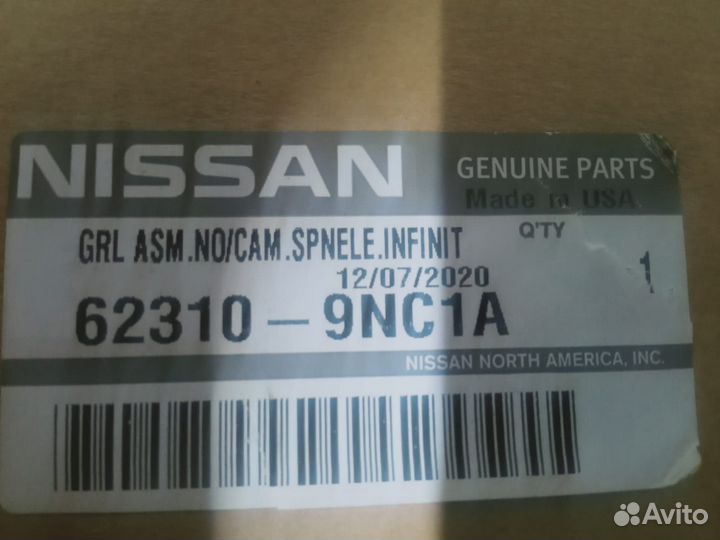 NISSAN
GENUINE PARTS
Made in USA
GRL ASM.NO/CAM.SPNELE.INFINIT
Q'TY
12/07/2020
1
62310-9NC1A
NISSAN NORTH AMERICA, INC.
Avito